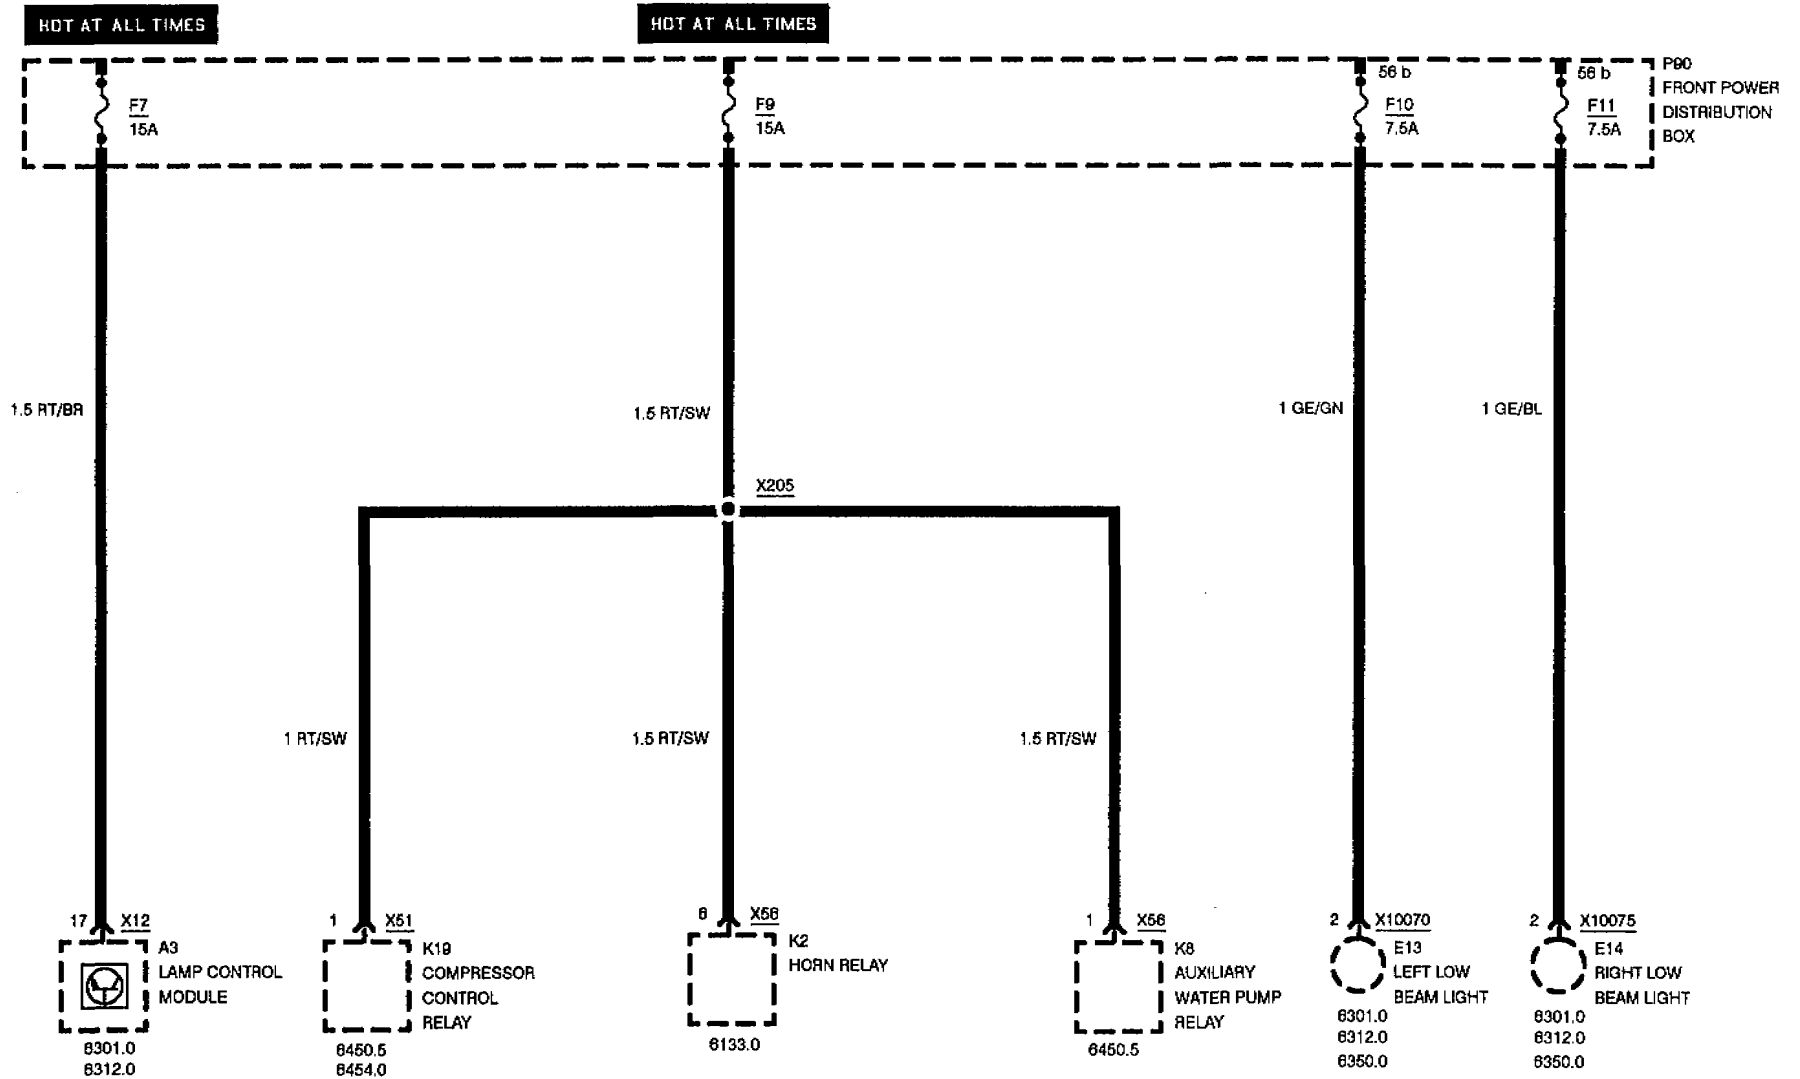 HOT AT ALL TIMES
HOT AT ALL TIMES
F7
15A
F9
15A
56 b
F10
7.5A
56 b
F11
7.5A
P90
FRONT POWER
DISTRIBUTION
BOX
1.5 RT/BR
1.5 RT/SW
1 GE/GN
1 GE/BL
X205
1 RT/SW
1.5 RT/SW
1.5 RT/SW
17 X12
A3
LAMP CONTROL
MODULE
6301.0
6312.0
1 X51
K19
COMPRESSOR
CONTROL
RELAY
6450.5
6454.0
6 X56
K2
HORN RELAY
6133.0
1 X56
K8
AUXILIARY
WATER PUMP
RELAY
6450.5
2 X10070
E13
LEFT LOW
BEAM LIGHT
6301.0
6312.0
6350.0
2 X10075
E14
RIGHT LOW
BEAM LIGHT
6301.0
6312.0
6350.0